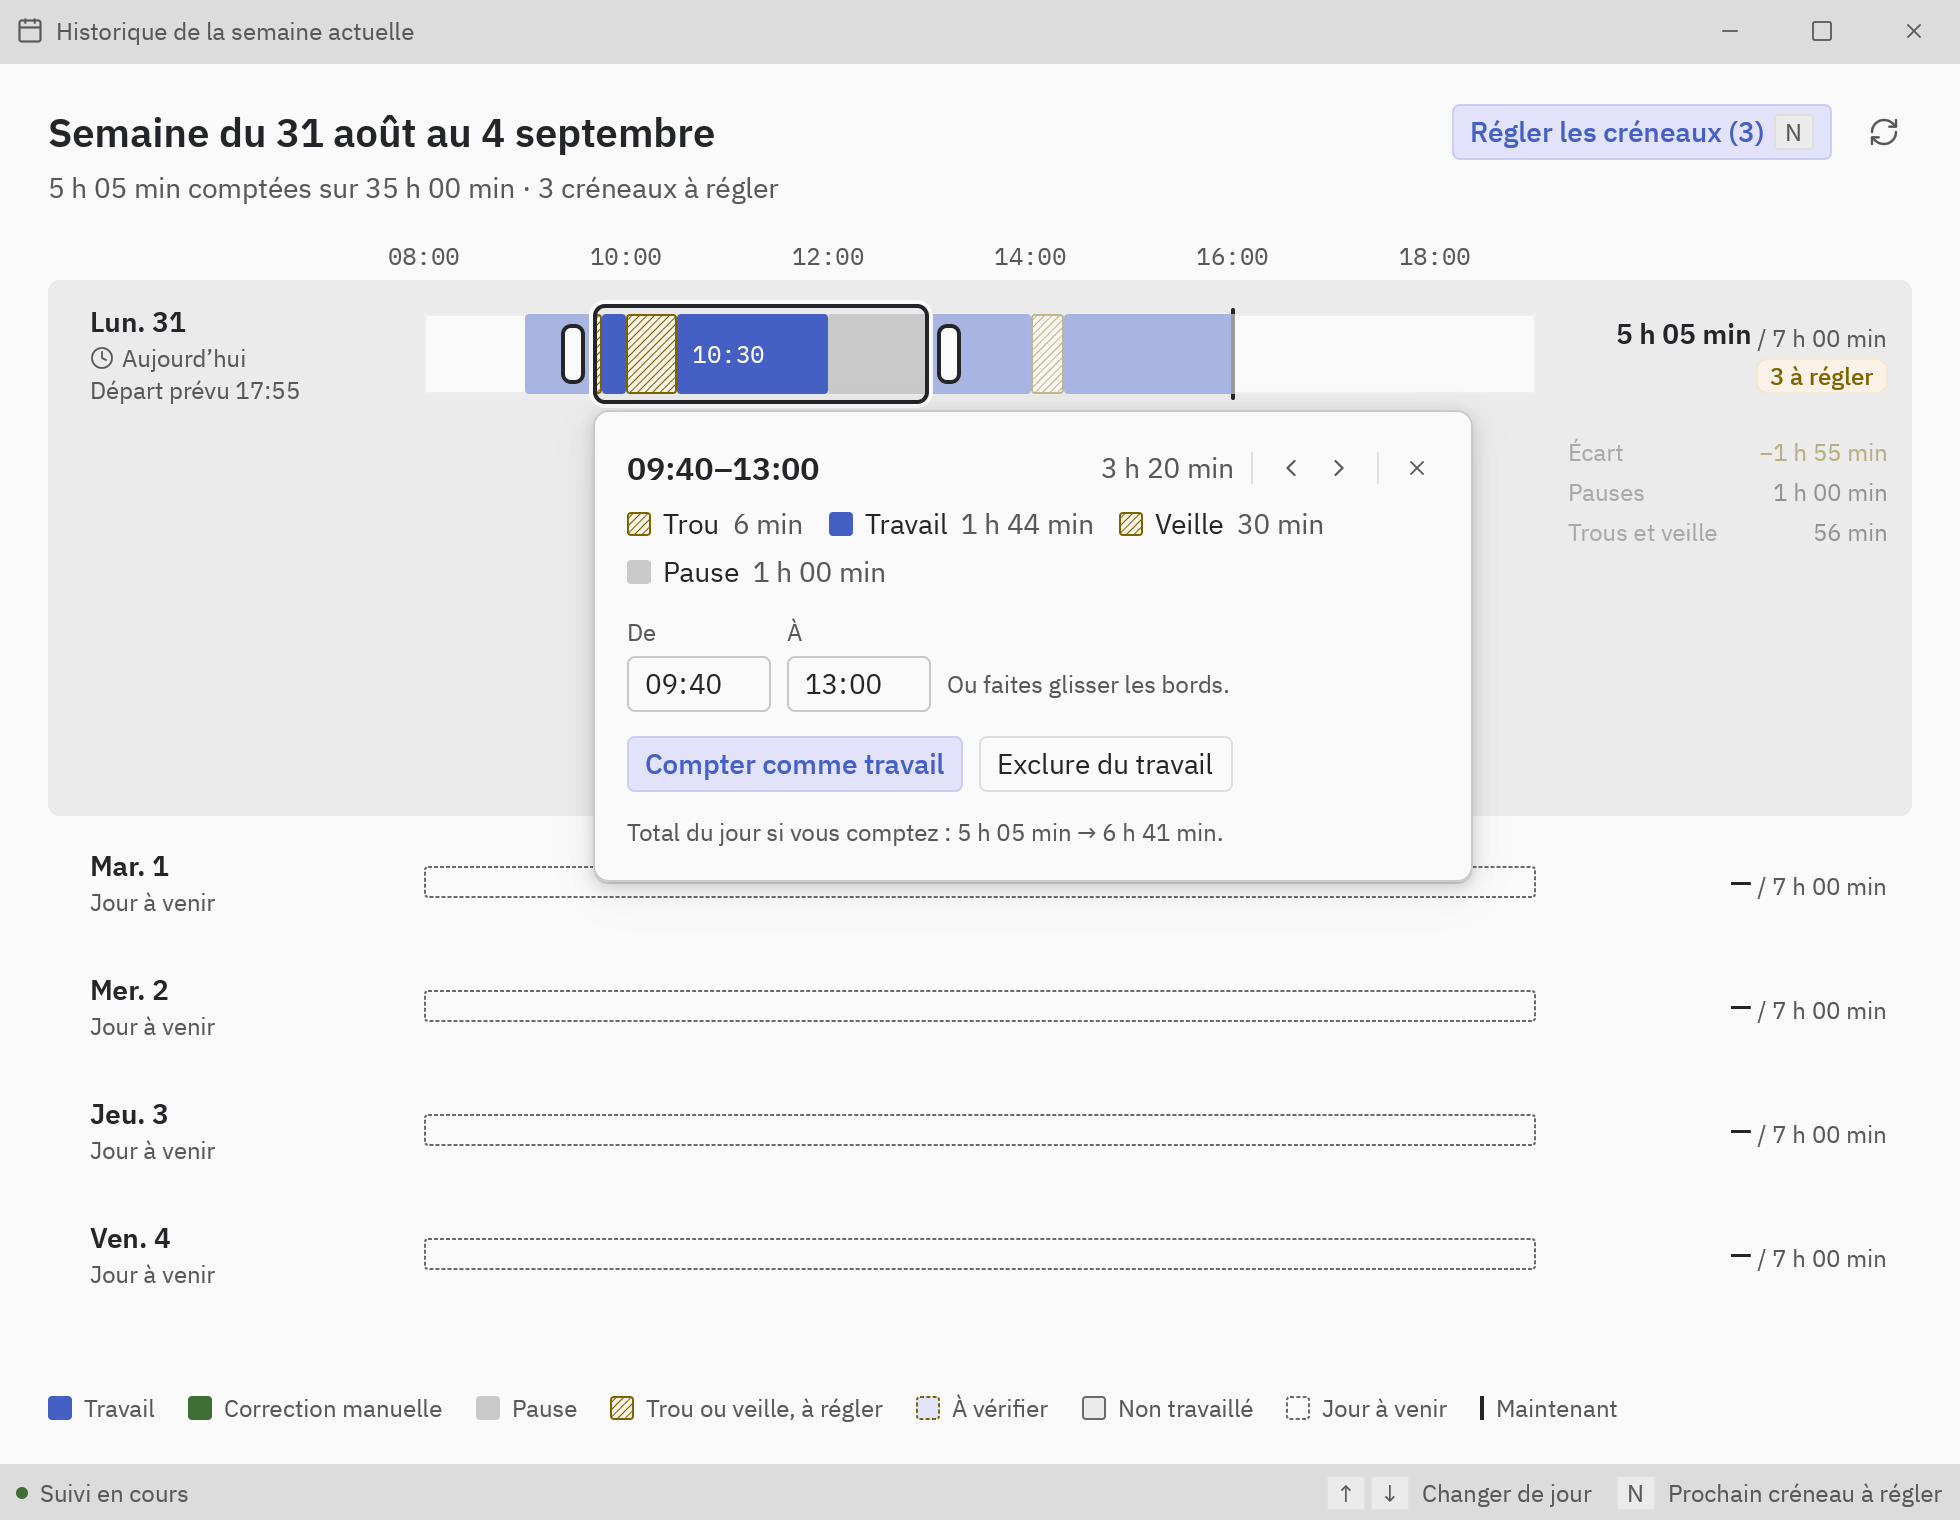 Historique de la semaine actuelle
Semaine du 31 août au 4 septembre
Régler les créneaux (3) N
5 h 05 min comptées sur 35 h 00 min · 3 créneaux à régler
08:00 10:00 12:00 14:00 16:00 18:00
Lun. 31
Aujourd’hui
Départ prévu 17:55
10:30
5 h 05 min / 7 h 00 min
3 à régler
Écart −1 h 55 min
Pauses 1 h 00 min
Trous et veille 56 min
09:40–13:00 3 h 20 min
Trou 6 min Travail 1 h 44 min Veille 30 min
Pause 1 h 00 min
De À
09:40 13:00 Ou faites glisser les bords.
Compter comme travail Exclure du travail
Total du jour si vous comptez : 5 h 05 min → 6 h 41 min.
Mar. 1
Jour à venir
— / 7 h 00 min
Mer. 2
Jour à venir
— / 7 h 00 min
Jeu. 3
Jour à venir
— / 7 h 00 min
Ven. 4
Jour à venir
— / 7 h 00 min
Travail Correction manuelle Pause Trou ou veille, à régler À vérifier Non travaillé Jour à venir Maintenant
Suivi en cours ↑ ↓ Changer de jour N Prochain créneau à régler